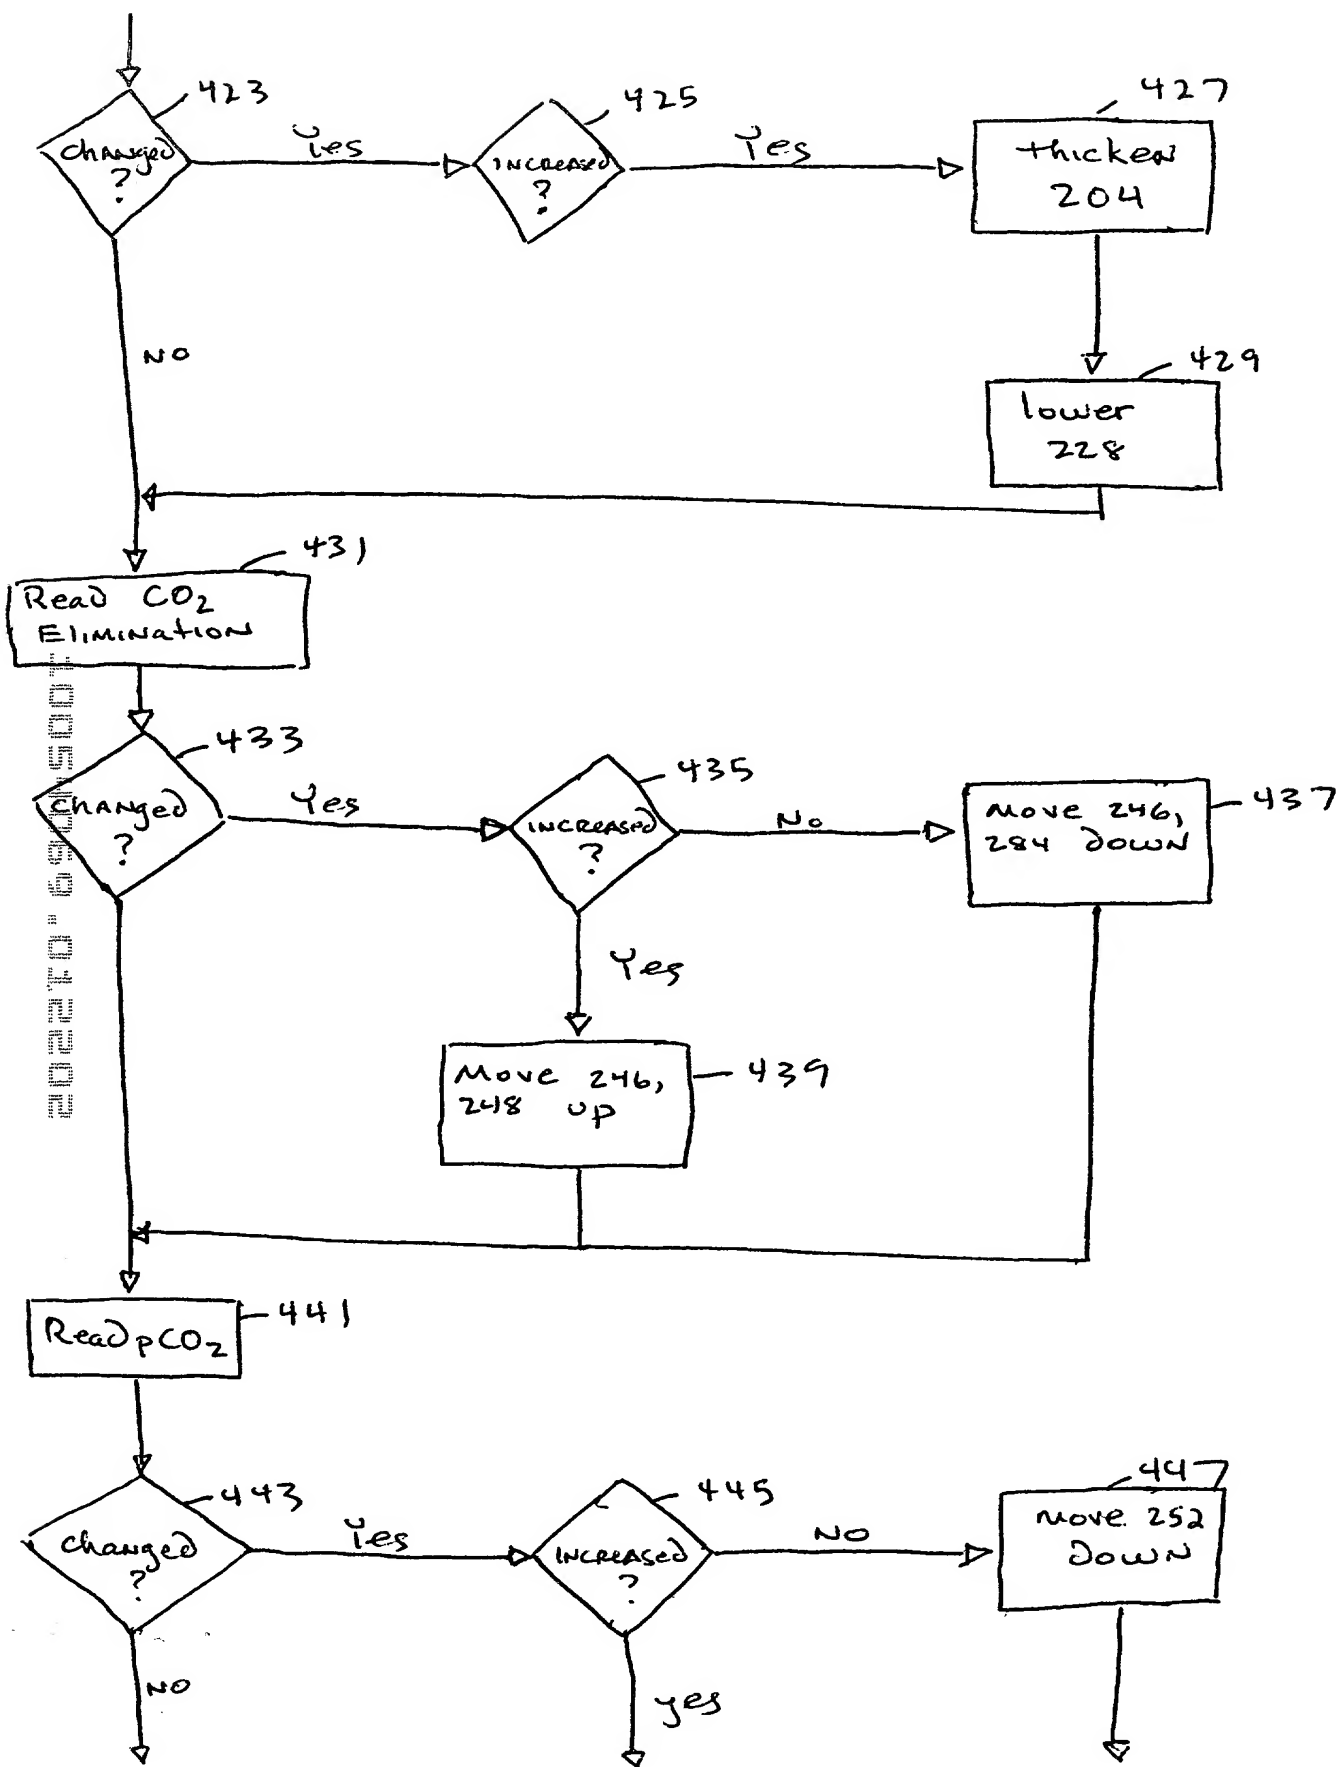 423
changed
?
Yes
425
INCREASED
?
Yes
427
thicken
204
NO
429
lower
228
431
Read CO₂
Elimination
433
changed
?
Yes
435
INCREASED
?
No
437
Move 246,
284 DOWN
Yes
439
Move 246,
248 up
441
Read pCO₂
443
changed
?
Yes
445
INCREASED
?
NO
447
move 252
DOWN
NO
yes